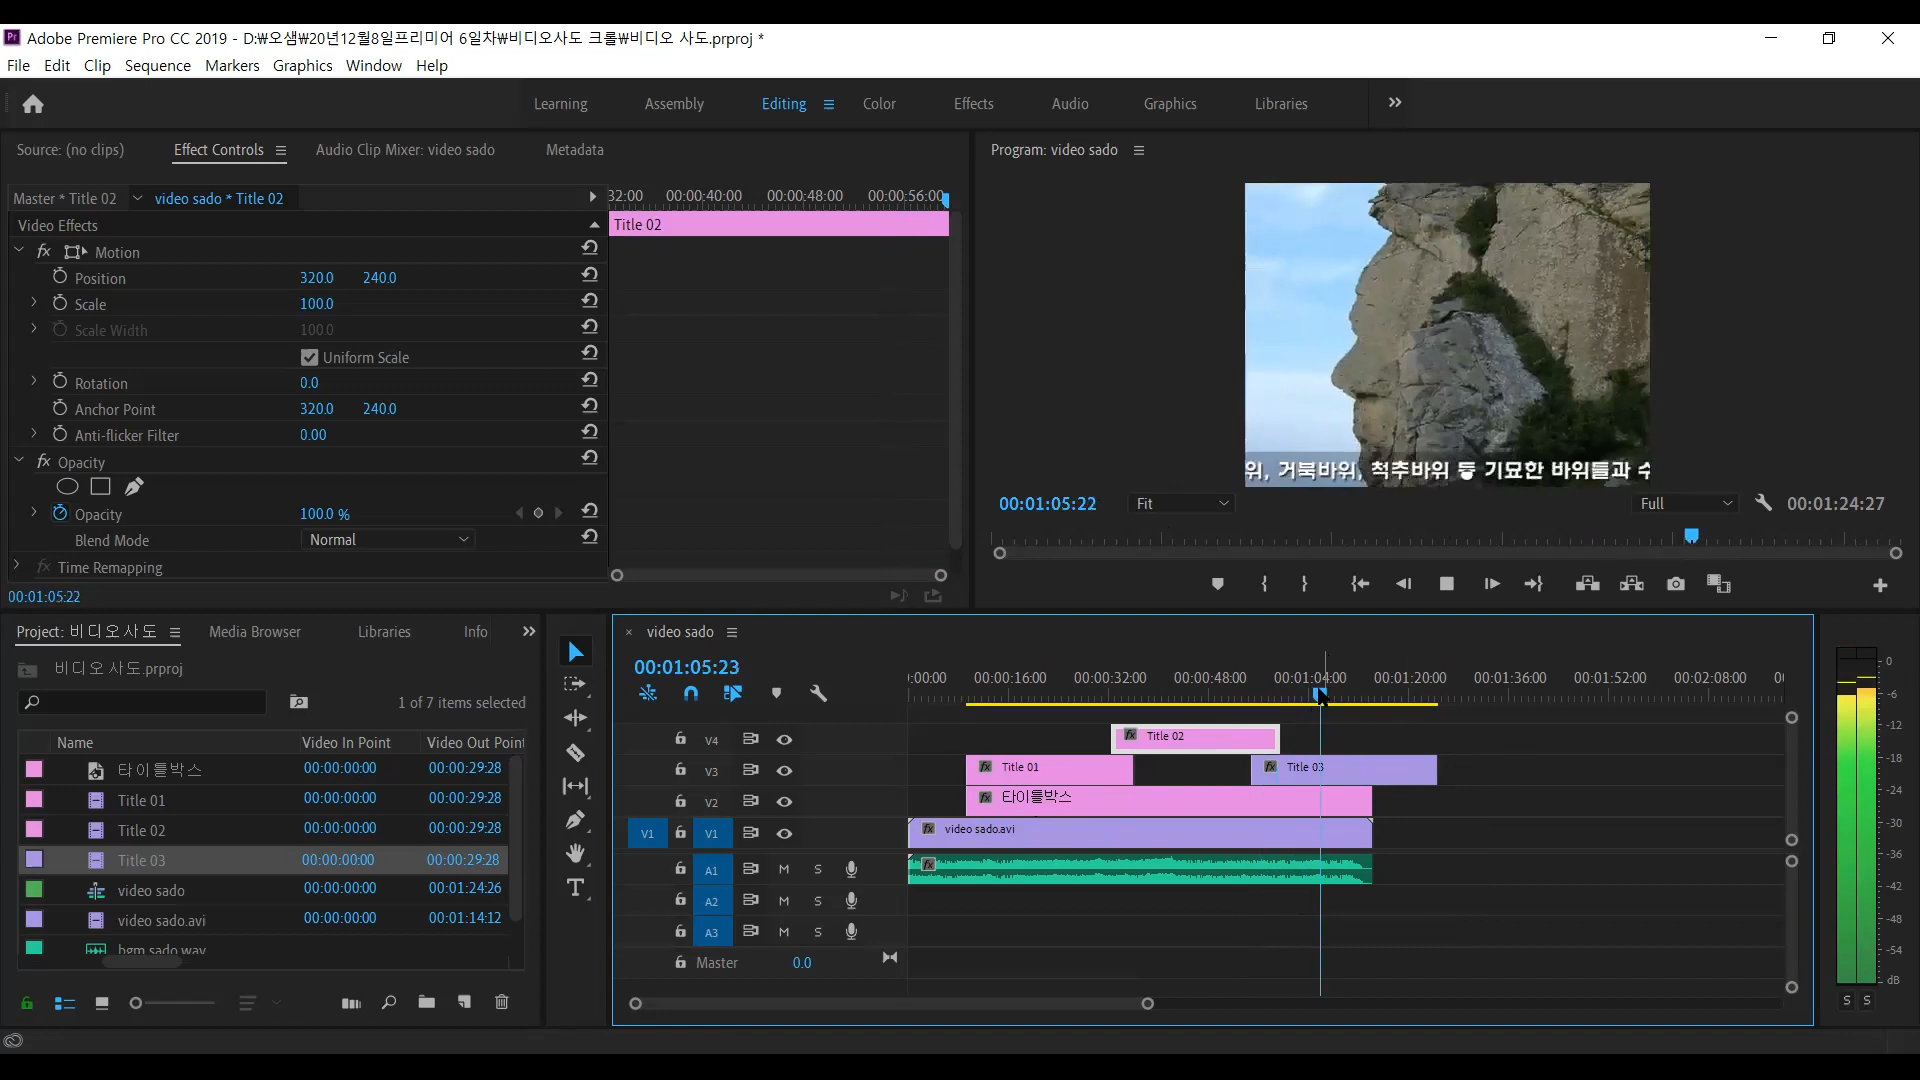 Adobe Premiere Pro CC 2019 - D:₩오샘₩20년12월8일프리미어 6일차₩비디오사도 크롤₩비디오 사도.prproj *
File Edit Clip Sequence Markers Graphics Window Help
Learning Assembly Editing Color Effects Audio Graphics Libraries
Source: (no clips) Effect Controls Audio Clip Mixer: video sado Metadata
Program: video sado
Master * Title 02 video sado * Title 02
32:00 00:00:40:00 00:00:48:00 00:00:56:00
Video Effects
Title 02
fx Motion
Position 320.0 240.0
Scale 100.0
Scale Width 100.0
Uniform Scale
Rotation 0.0
Anchor Point 320.0 240.0
Anti-flicker Filter 0.00
fx Opacity
Opacity 100.0 %
Blend Mode Normal
fx Time Remapping
00:01:05:22
위, 거북바위, 척추바위 등 기묘한 바위들과 수
00:01:05:22 Fit Full 00:01:24:27
Project: 비디오사도 Media Browser Libraries Info
비디오 사도.prproj
1 of 7 items selected
Name Video In Point Video Out Point
타이틀박스 00:00:00:00 00:00:29:28
Title 01 00:00:00:00 00:00:29:28
Title 02 00:00:00:00 00:00:29:28
Title 03 00:00:00:00 00:00:29:28
video sado 00:00:00:00 00:01:24:26
video sado.avi 00:00:00:00 00:01:14:12
bgm sado.wav
× video sado
00:01:05:23
:00:00 00:00:16:00 00:00:32:00 00:00:48:00 00:01:04:00 00:01:20:00 00:01:36:00 00:01:52:00 00:02:08:00 00
V4 fx Title 02
V3 fx Title 01 fx Title 03
V2 fx 타이틀박스
V1 V1 fx video sado.avi
A1 M S fx
A2 M S
A3 M S
Master 0.0
0
-6
-12
-18
-24
-30
-36
-42
-48
-54
dB
S S